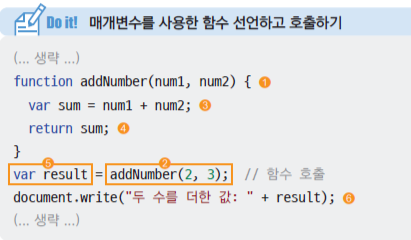 Do it! 매개변수를 사용한 함수 선언하고 호출하기
(... 생략 ...)
function addNumber(num1, num2) { ①
var sum = num1 + num2; ③
return sum; ④
}
⑤ ②
var result = addNumber(2, 3); // 함수 호출
document.write("두 수를 더한 값: " + result); ⑥
(... 생략 ...)